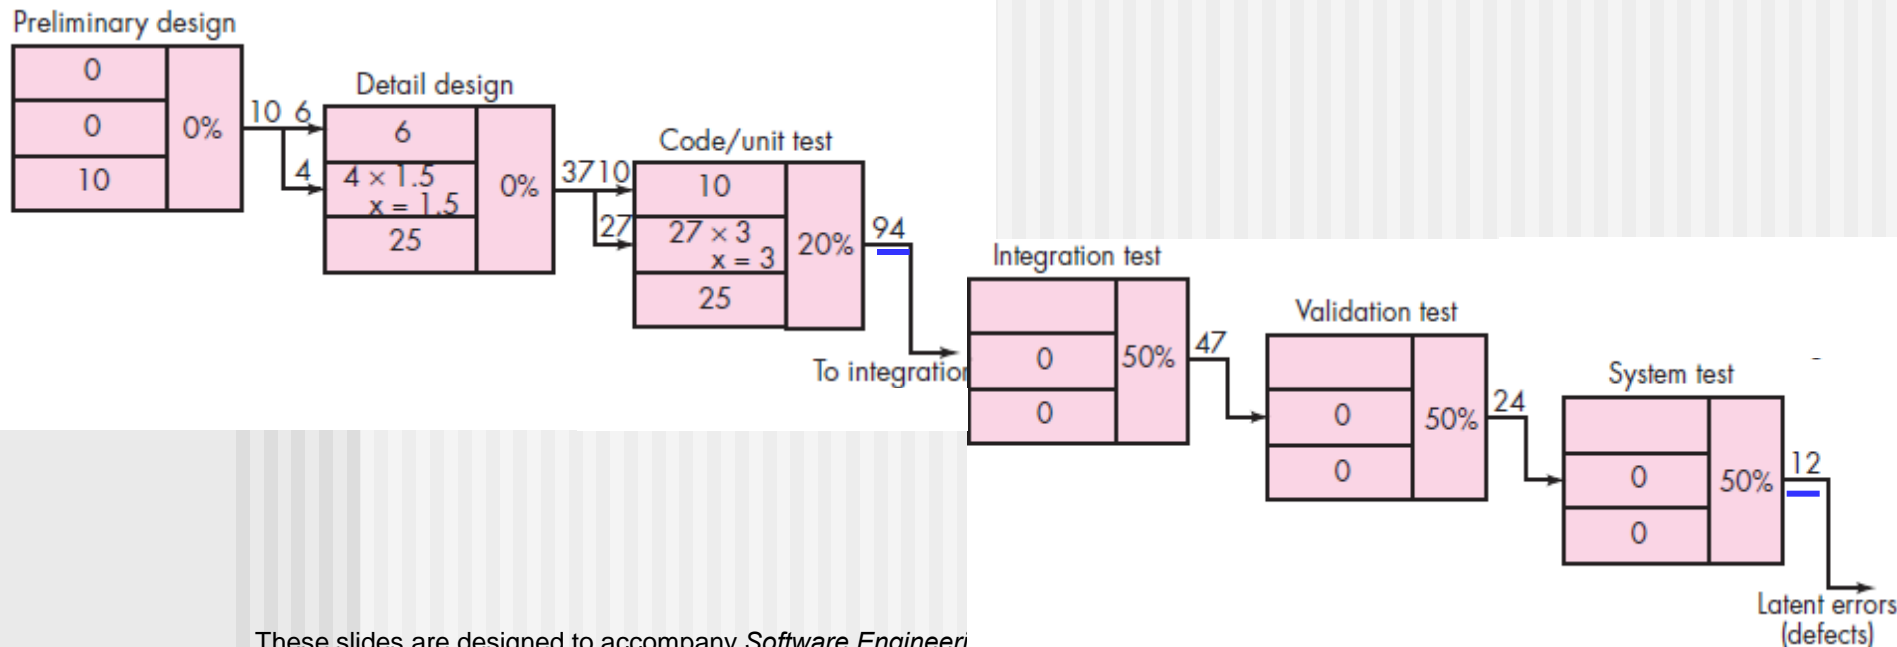 Preliminary design
0
0
10
0%
10 6
4
Detail design
6
4 × 1.5
x = 1.5
25
0%
37 10
27
Code/unit test
10
27 × 3
x = 3
25
20%
94
To integration
Integration test
0
0
50%
47
Validation test
0
0
50%
24
System test
0
0
50%
12
Latent errors
(defects)
These slides are designed to accompany Software Engineeri